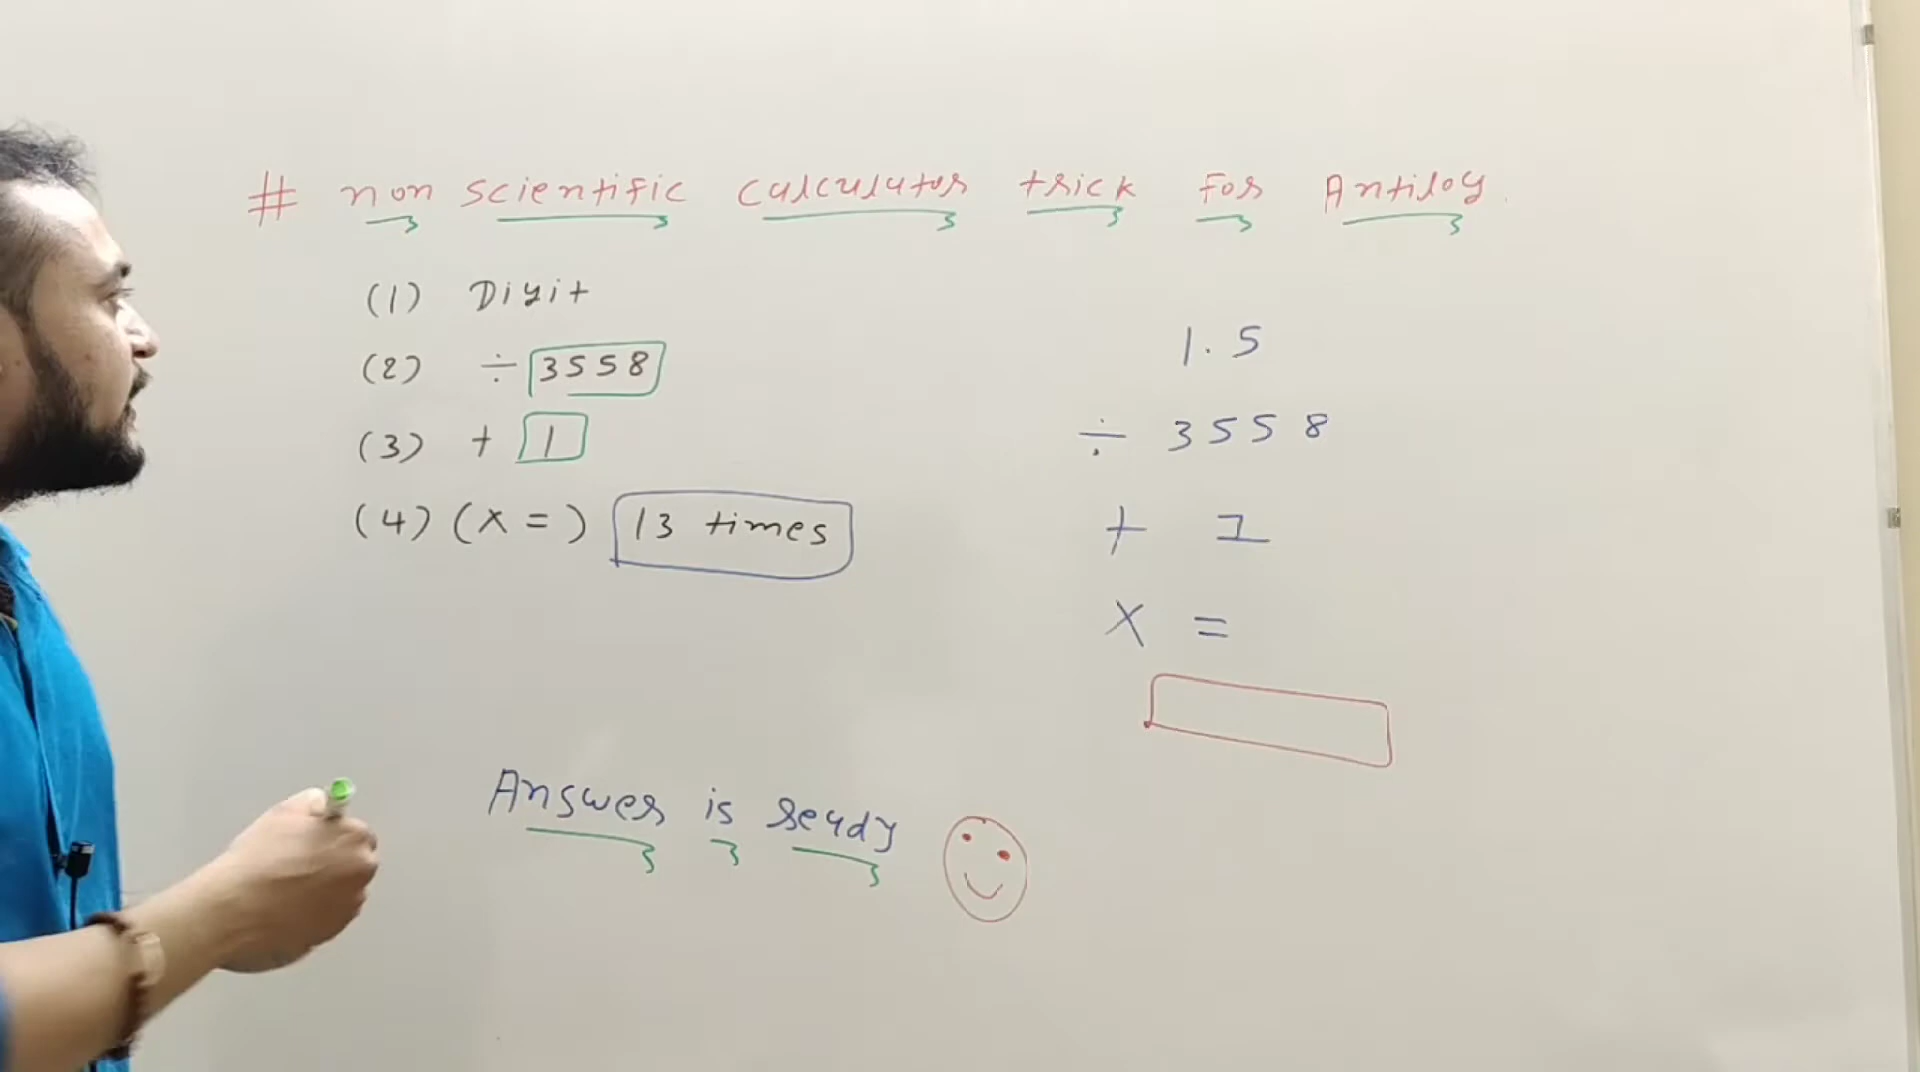 # non scientific calculator trick for Antilog
(1) Digit
(2) ÷ 3558
(3) + 1
(4) (x = ) 13 times
1.5
÷ 3558
+ 1
x =
Answer is ready